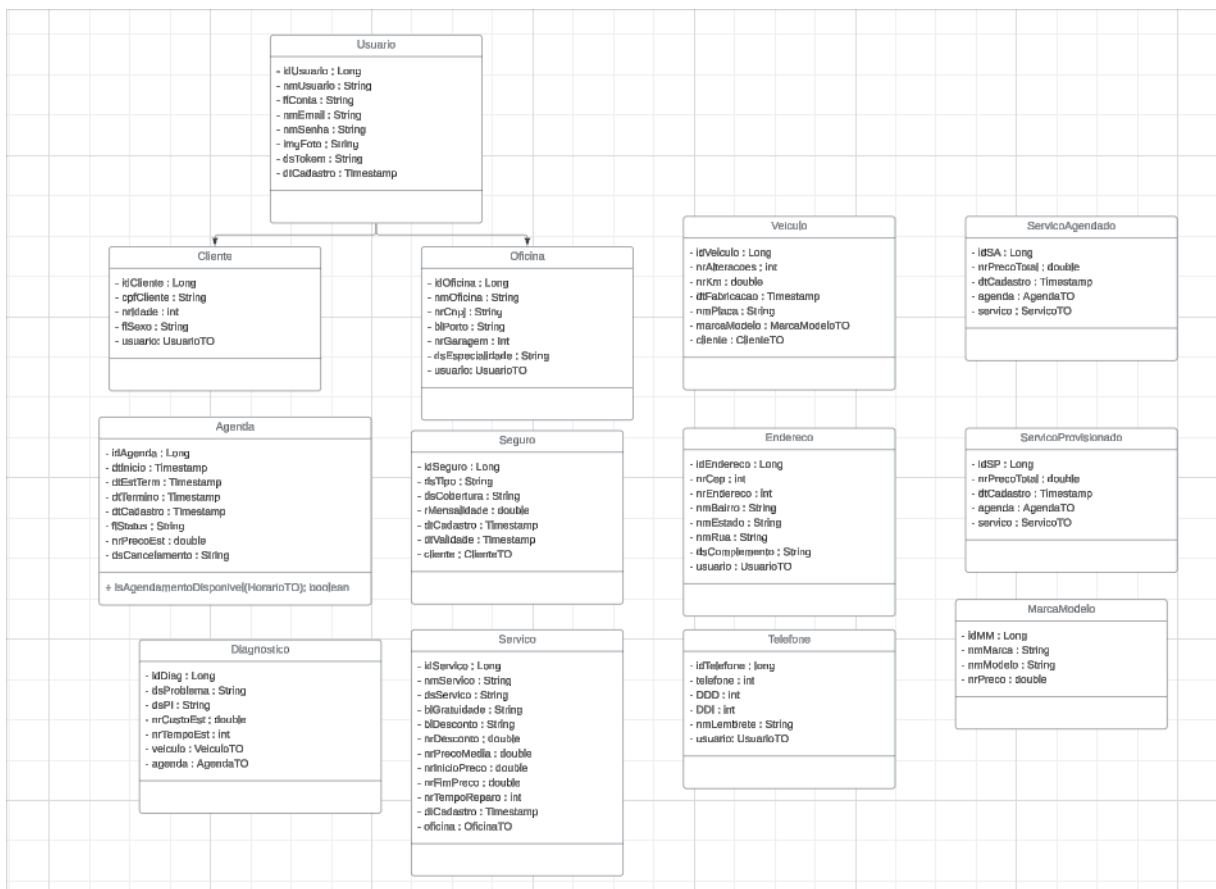 Usuario
- idUsuario : Long
- nmUsuario : String
- flConta : String
- nmEmail : String
- nmSenha : String
- imgFoto : String
- dsTokem : String
- dtCadastro : Timestamp
Cliente
- idCliente : Long
- cpfCliente : String
- nrIdade : int
- flSexo : String
- usuario: UsuarioTO
Oficina
- idOficina : Long
- nmOficina : String
- nrCnpj : String
- blPorto : String
- nrGaragem : Int
- dsEspecialidade : String
- usuario: UsuarioTO
Veiculo
- idVeiculo : Long
- nrAlteracoes : int
- nrKm : double
- dtFabricacao : Timestamp
- nmPlaca : String
- marcaModelo : MarcaModeloTO
- cliente : ClienteTO
ServicoAgendado
- idSA : Long
- nrPrecoTotal : double
- dtCadastro : Timestamp
- agenda : AgendaTO
- servico : ServicoTO
Agenda
- idAgenda : Long
- dtInicio : Timestamp
- dtEstTerm : Timestamp
- dtTermino : Timestamp
- dtCadastro : Timestamp
- flStatus : String
- nrPrecoEst : double
- dsCancelamento : String
+ isAgendamentoDisponivel(HorarioTO): boolean
Seguro
- idSeguro : Long
- dsTipo : String
- dsCobertura : String
- rMensalidade : double
- dtCadastro : Timestamp
- dtValidade : Timestamp
- cliente : ClienteTO
Endereco
- idEndereco : Long
- nrCep : int
- nrEndereco : int
- nmBairro : String
- nmEstado : String
- nmRua : String
- dsComplemento : String
- usuario : UsuarioTO
ServicoProvisionado
- idSP : Long
- nrPrecoTotal : double
- dtCadastro : Timestamp
- agenda : AgendaTO
- servico : ServicoTO
MarcaModelo
- idMM : Long
- nmMarca : String
- nmModelo : String
- nrPreco : double
Diagnostico
- idDiag : Long
- dsProblema : String
- dsPl : String
- nrCustoEst : double
- nrTempoEst : int
- veiculo : VeiculoTO
- agenda : AgendaTO
Servico
- idServico : Long
- nmServico : String
- dsServico : String
- blGratuidade : String
- blDesconto : String
- nrDesconto : double
- nrPrecoMedia : double
- nrInicioPreco : double
- nrFimPreco : double
- nrTempoReparo : int
- dtCadastro : Timestamp
- oficina : OficinaTO
Telefone
- idTelefone : long
- telefone : int
- DDD : int
- DDI : int
- nmLembrete : String
- usuario: UsuarioTO